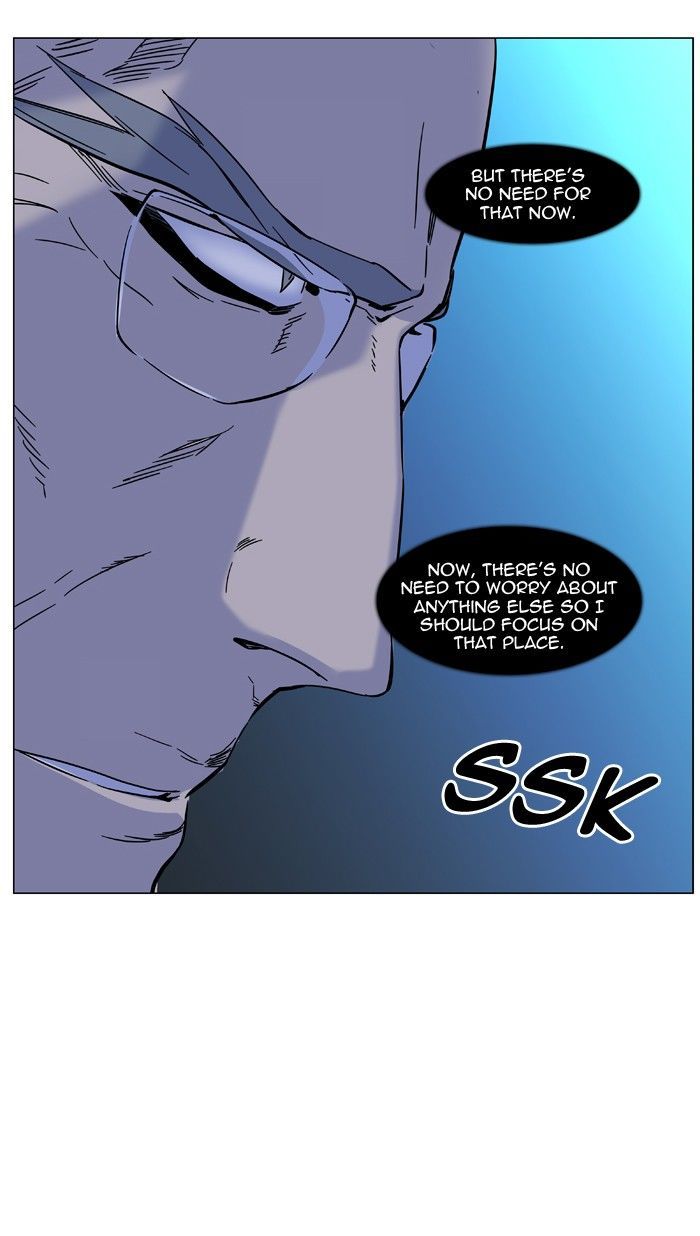 BUT THERE'S
NO NEED FOR
THAT NOW.
NOW, THERE'S NO
NEED TO WORRY ABOUT
ANYTHING ELSE SO I
SHOULD FOCUS ON
THAT PLACE.
SSK